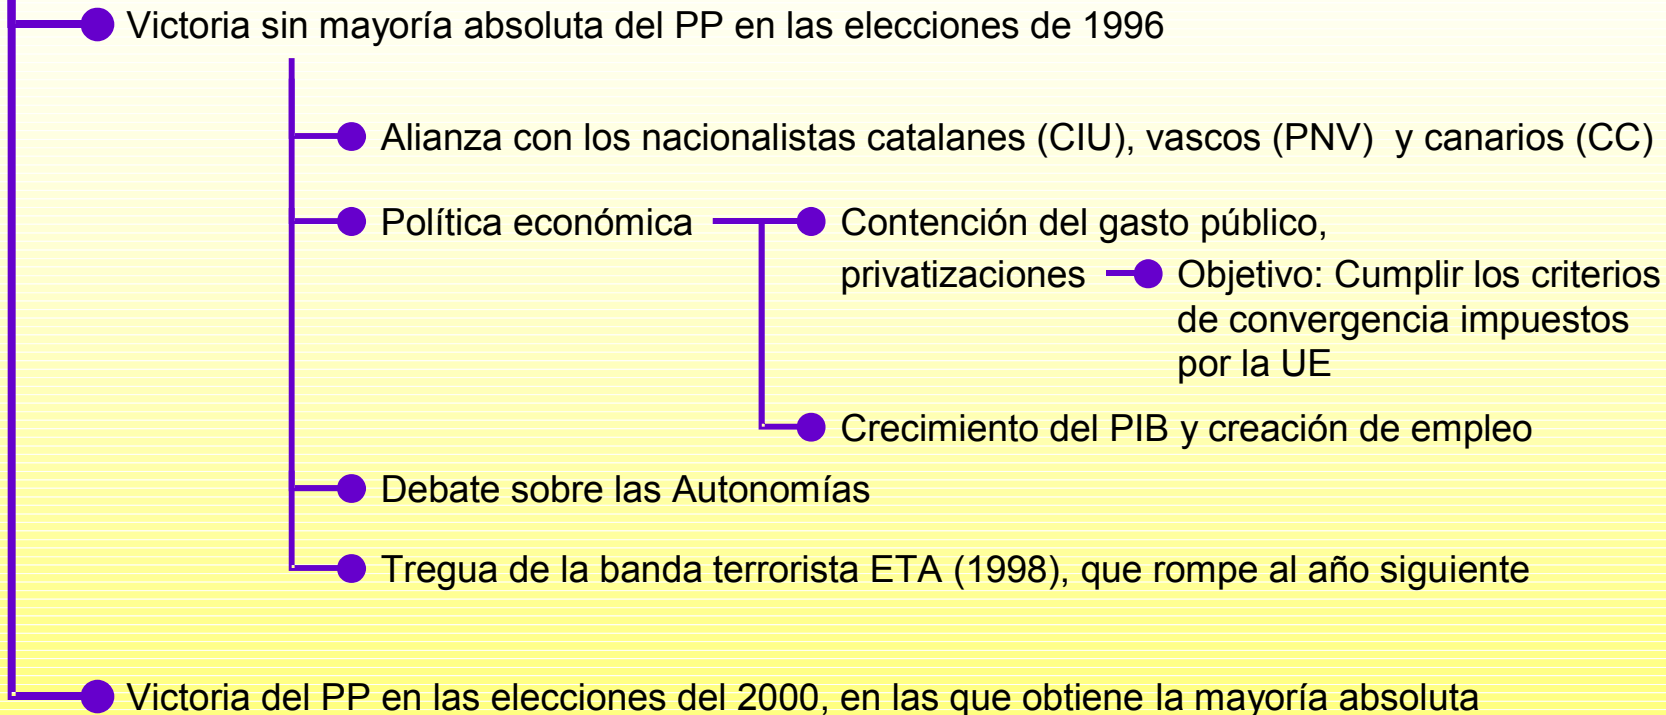 Victoria sin mayoría absoluta del PP en las elecciones de 1996
Alianza con los nacionalistas catalanes (CIU), vascos (PNV) y canarios (CC)
Política económica
Contención del gasto público,
privatizaciones
Objetivo: Cumplir los criterios
de convergencia impuestos
por la UE
Crecimiento del PIB y creación de empleo
Debate sobre las Autonomías
Tregua de la banda terrorista ETA (1998), que rompe al año siguiente
Victoria del PP en las elecciones del 2000, en las que obtiene la mayoría absoluta